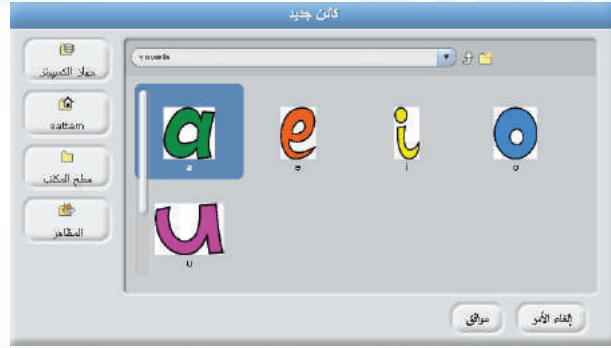 كائن جديد
vowels
جهاز الكمبيوتر
sattam
سطح المكتب
المظاهر
a e i o
a e i o
u
u
إلغاء الأمر
موافق